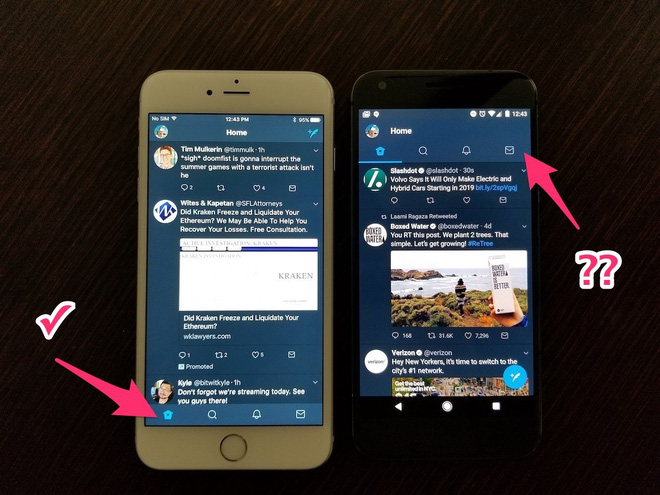 No SIM
12:43 PM
95%
Home
Tim Mulkerin @timmulk · 1h
*sigh* doomfist is gonna interrupt the
summer games with a terrorist attack isn't
he
2
4
Wites & Kapetan @SFLAttorneys
Did Kraken Freeze and Liquidate Your
Ethereum? We May Be Able To Help You
Recover Your Losses. Free Consultation.
ACTIVE INVESTIGATION: KRAKEN
KRAKEN
Did Kraken Freeze and Liquidate Your
Ethereum?
wklawyers.com
1
2
5
Promoted
Kyle @bitwitkyle · 1h
Don't forget we're streaming today. See
you guys there!
12:43
Home
Slashdot @slashdot · 30s
Volvo Says It Will Only Make Electric and
Hybrid Cars Starting in 2019 bit.ly/2spVgqj
Laami Ragaza Retweeted
Boxed Water @boxedwater · 4d
You RT this post. We plant 2 trees. That
simple. Let's get growing! #ReTree
BOXED
WATER
BOXED
WATER
IS
BETTER
168
31.6K
7,296
Verizon @verizon
Hey New Yorkers, It's time to switch to the
city's #1 network.
verizon
Get the best
unlimited in NYC.
??